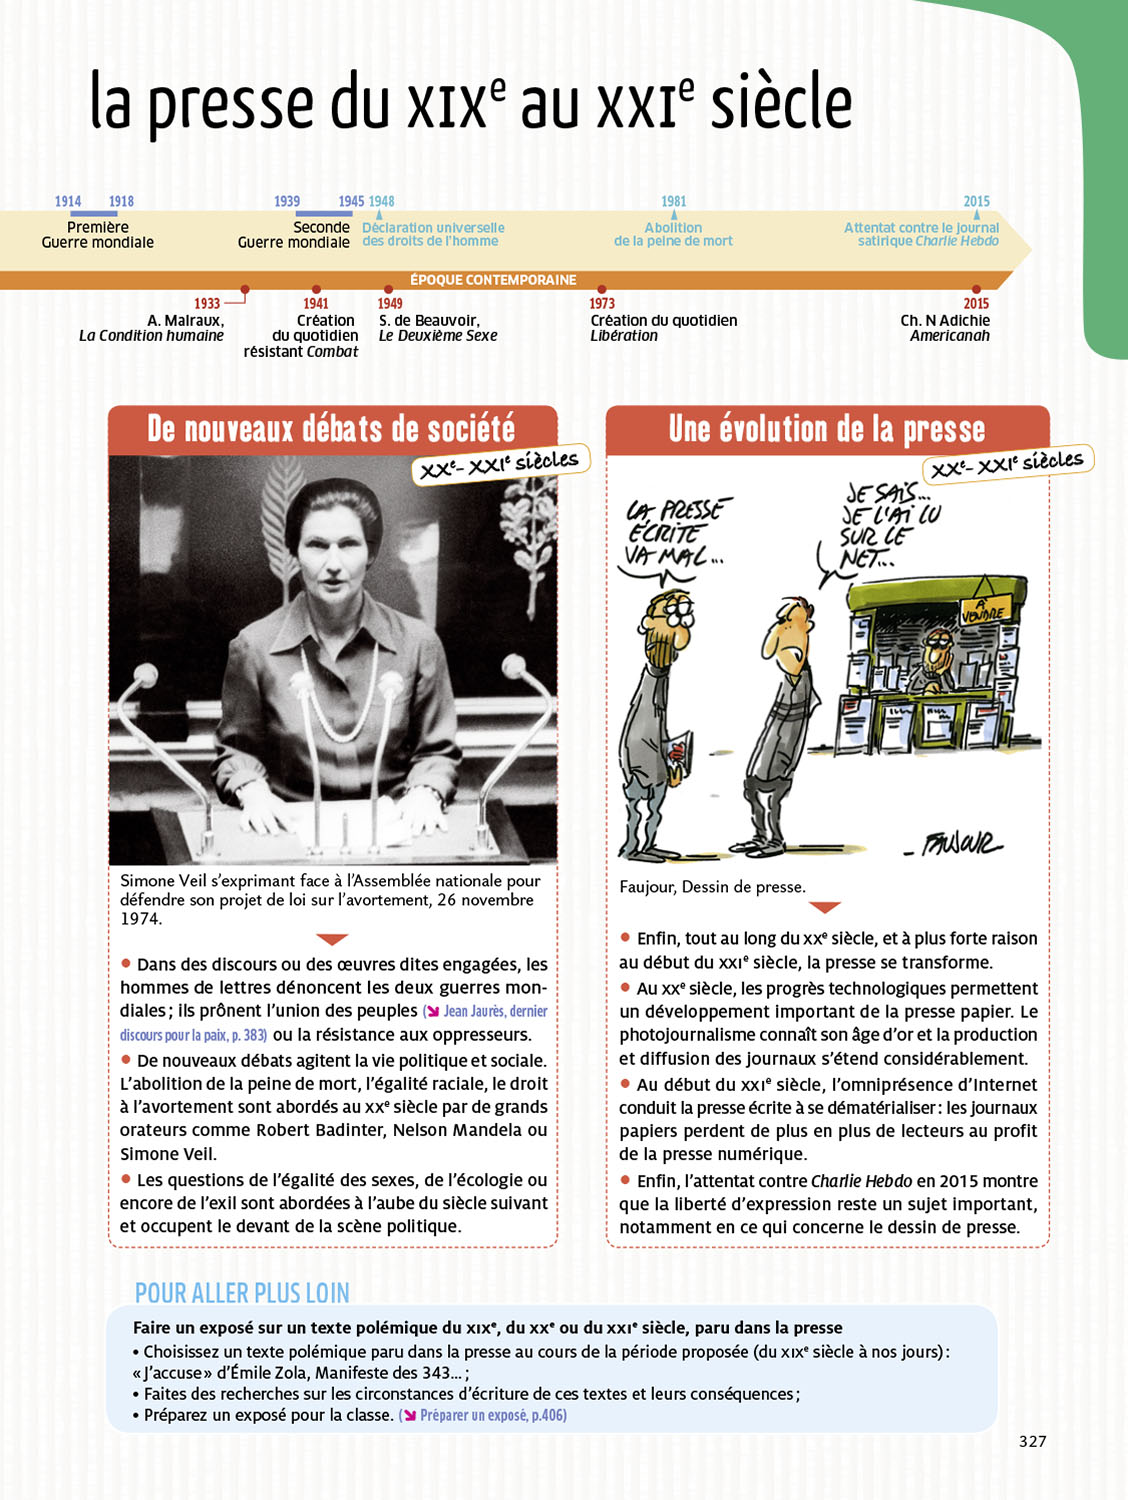 la presse du XIXe au XXIe siècle
1914 1918 1939 1945 1948 1981 2015
Première
Guerre mondiale
Seconde
Guerre mondiale
Déclaration universelle
des droits de l'homme
Abolition
de la peine de mort
Attentat contre le journal
satirique Charlie Hebdo
ÉPOQUE CONTEMPORAINE
1933
A. Malraux,
La Condition humaine
1941
Création
du quotidien
résistant Combat
1949
S. de Beauvoir,
Le Deuxième Sexe
1973
Création du quotidien
Libération
2015
Ch. N Adichie
Americanah
De nouveaux débats de société
XXe- XXIe siècles
Simone Veil s'exprimant face à l'Assemblée nationale pour
défendre son projet de loi sur l'avortement, 26 novembre
1974.
• Dans des discours ou des œuvres dites engagées, les
hommes de lettres dénoncent les deux guerres mon-
diales ; ils prônent l'union des peuples (➘ Jean Jaurès, dernier
discours pour la paix, p. 383) ou la résistance aux oppresseurs.
• De nouveaux débats agitent la vie politique et sociale.
L'abolition de la peine de mort, l'égalité raciale, le droit
à l'avortement sont abordés au XXe siècle par de grands
orateurs comme Robert Badinter, Nelson Mandela ou
Simone Veil.
• Les questions de l'égalité des sexes, de l'écologie ou
encore de l'exil sont abordées à l'aube du siècle suivant
et occupent le devant de la scène politique.
Une évolution de la presse
XXe- XXIe siècles
LA PRESSE
ÉCRITE
VA MAL...
JE SAIS...
JE L'AI LU
SUR LE
NET...
À
VENDRE
FAUJOUR
Faujour, Dessin de presse.
• Enfin, tout au long du XXe siècle, et à plus forte raison
au début du XXIe siècle, la presse se transforme.
• Au XXe siècle, les progrès technologiques permettent
un développement important de la presse papier. Le
photojournalisme connaît son âge d'or et la production
et diffusion des journaux s'étend considérablement.
• Au début du XXIe siècle, l'omniprésence d'Internet
conduit la presse écrite à se dématérialiser : les journaux
papiers perdent de plus en plus de lecteurs au profit
de la presse numérique.
• Enfin, l'attentat contre Charlie Hebdo en 2015 montre
que la liberté d'expression reste un sujet important,
notamment en ce qui concerne le dessin de presse.
POUR ALLER PLUS LOIN
Faire un exposé sur un texte polémique du XIXe, du XXe ou du XXIe siècle, paru dans la presse
• Choisissez un texte polémique paru dans la presse au cours de la période proposée (du XIXe siècle à nos jours) :
« J'accuse » d'Émile Zola, Manifeste des 343... ;
• Faites des recherches sur les circonstances d'écriture de ces textes et leurs conséquences ;
• Préparez un exposé pour la classe. (➘ Préparer un exposé, p.406)
327